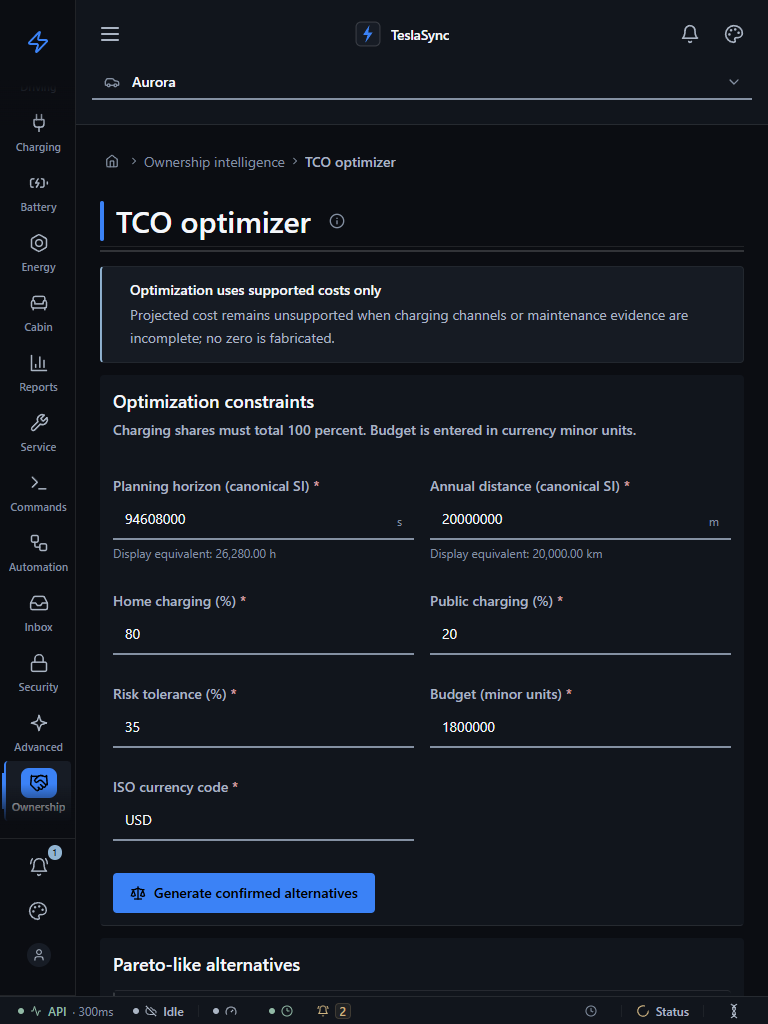 TeslaSync
Aurora
Charging
Battery
Energy
Cabin
Reports
Service
Commands
Automation
Inbox
Security
Advanced
Ownership
1
Ownership intelligence
TCO optimizer
TCO optimizer
Optimization uses supported costs only
Projected cost remains unsupported when charging channels or maintenance evidence are
incomplete; no zero is fabricated.
Optimization constraints
Charging shares must total 100 percent. Budget is entered in currency minor units.
Planning horizon (canonical SI) *
94608000 s
Display equivalent: 26,280.00 h
Annual distance (canonical SI) *
20000000 m
Display equivalent: 20,000.00 km
Home charging (%) *
80
Public charging (%) *
20
Risk tolerance (%) *
35
Budget (minor units) *
1800000
ISO currency code *
USD
Generate confirmed alternatives
Pareto-like alternatives
API · 300ms
Idle
2
Status